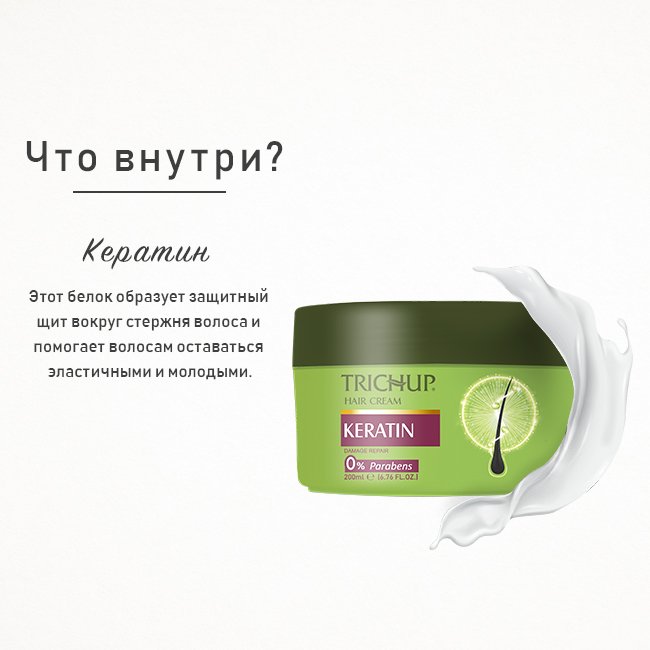 Что внутри?
Кератин
Этот белок образует защитный
щит вокруг стержня волоса и
помогает волосам оставаться
эластичными и молодыми.
TRICHUP®
HAIR CREAM
KERATIN
DAMAGE REPAIR
0% Parabens
200ml ℮ [6.76 FL.OZ.]